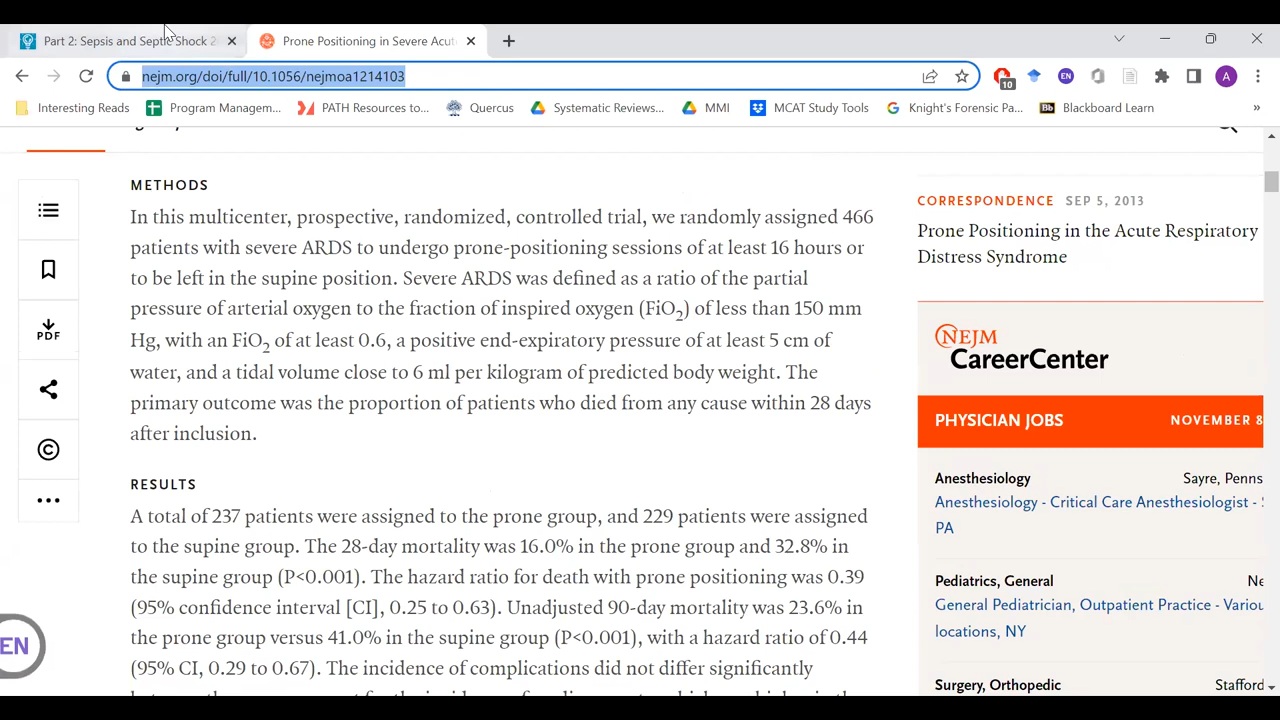 Part 2: Sepsis and Septic Shock 2
Prone Positioning in Severe Acut
nejm.org/doi/full/10.1056/nejmoa1214103
10
EN
A
Interesting Reads
Program Managem...
PATH Resources to...
Quercus
Systematic Reviews...
MMI
MCAT Study Tools
Knight's Forensic Pa...
Bb
Blackboard Learn
»
METHODS
In this multicenter, prospective, randomized, controlled trial, we randomly assigned 466
patients with severe ARDS to undergo prone-positioning sessions of at least 16 hours or
to be left in the supine position. Severe ARDS was defined as a ratio of the partial
pressure of arterial oxygen to the fraction of inspired oxygen (FiO2) of less than 150 mm
Hg, with an FiO2 of at least 0.6, a positive end-expiratory pressure of at least 5 cm of
water, and a tidal volume close to 6 ml per kilogram of predicted body weight. The
primary outcome was the proportion of patients who died from any cause within 28 days
after inclusion.
RESULTS
A total of 237 patients were assigned to the prone group, and 229 patients were assigned
to the supine group. The 28-day mortality was 16.0% in the prone group and 32.8% in
the supine group (P<0.001). The hazard ratio for death with prone positioning was 0.39
(95% confidence interval [CI], 0.25 to 0.63). Unadjusted 90-day mortality was 23.6% in
the prone group versus 41.0% in the supine group (P<0.001), with a hazard ratio of 0.44
(95% CI, 0.29 to 0.67). The incidence of complications did not differ significantly
PDF
EN
CORRESPONDENCE SEP 5, 2013
Prone Positioning in the Acute Respiratory
Distress Syndrome
NEJM
CareerCenter
PHYSICIAN JOBS NOVEMBER 8
Anesthesiology Sayre, Penns
Anesthesiology - Critical Care Anesthesiologist - S
PA
Pediatrics, General Ne
General Pediatrician, Outpatient Practice - Variou
locations, NY
Surgery, Orthopedic Stafford